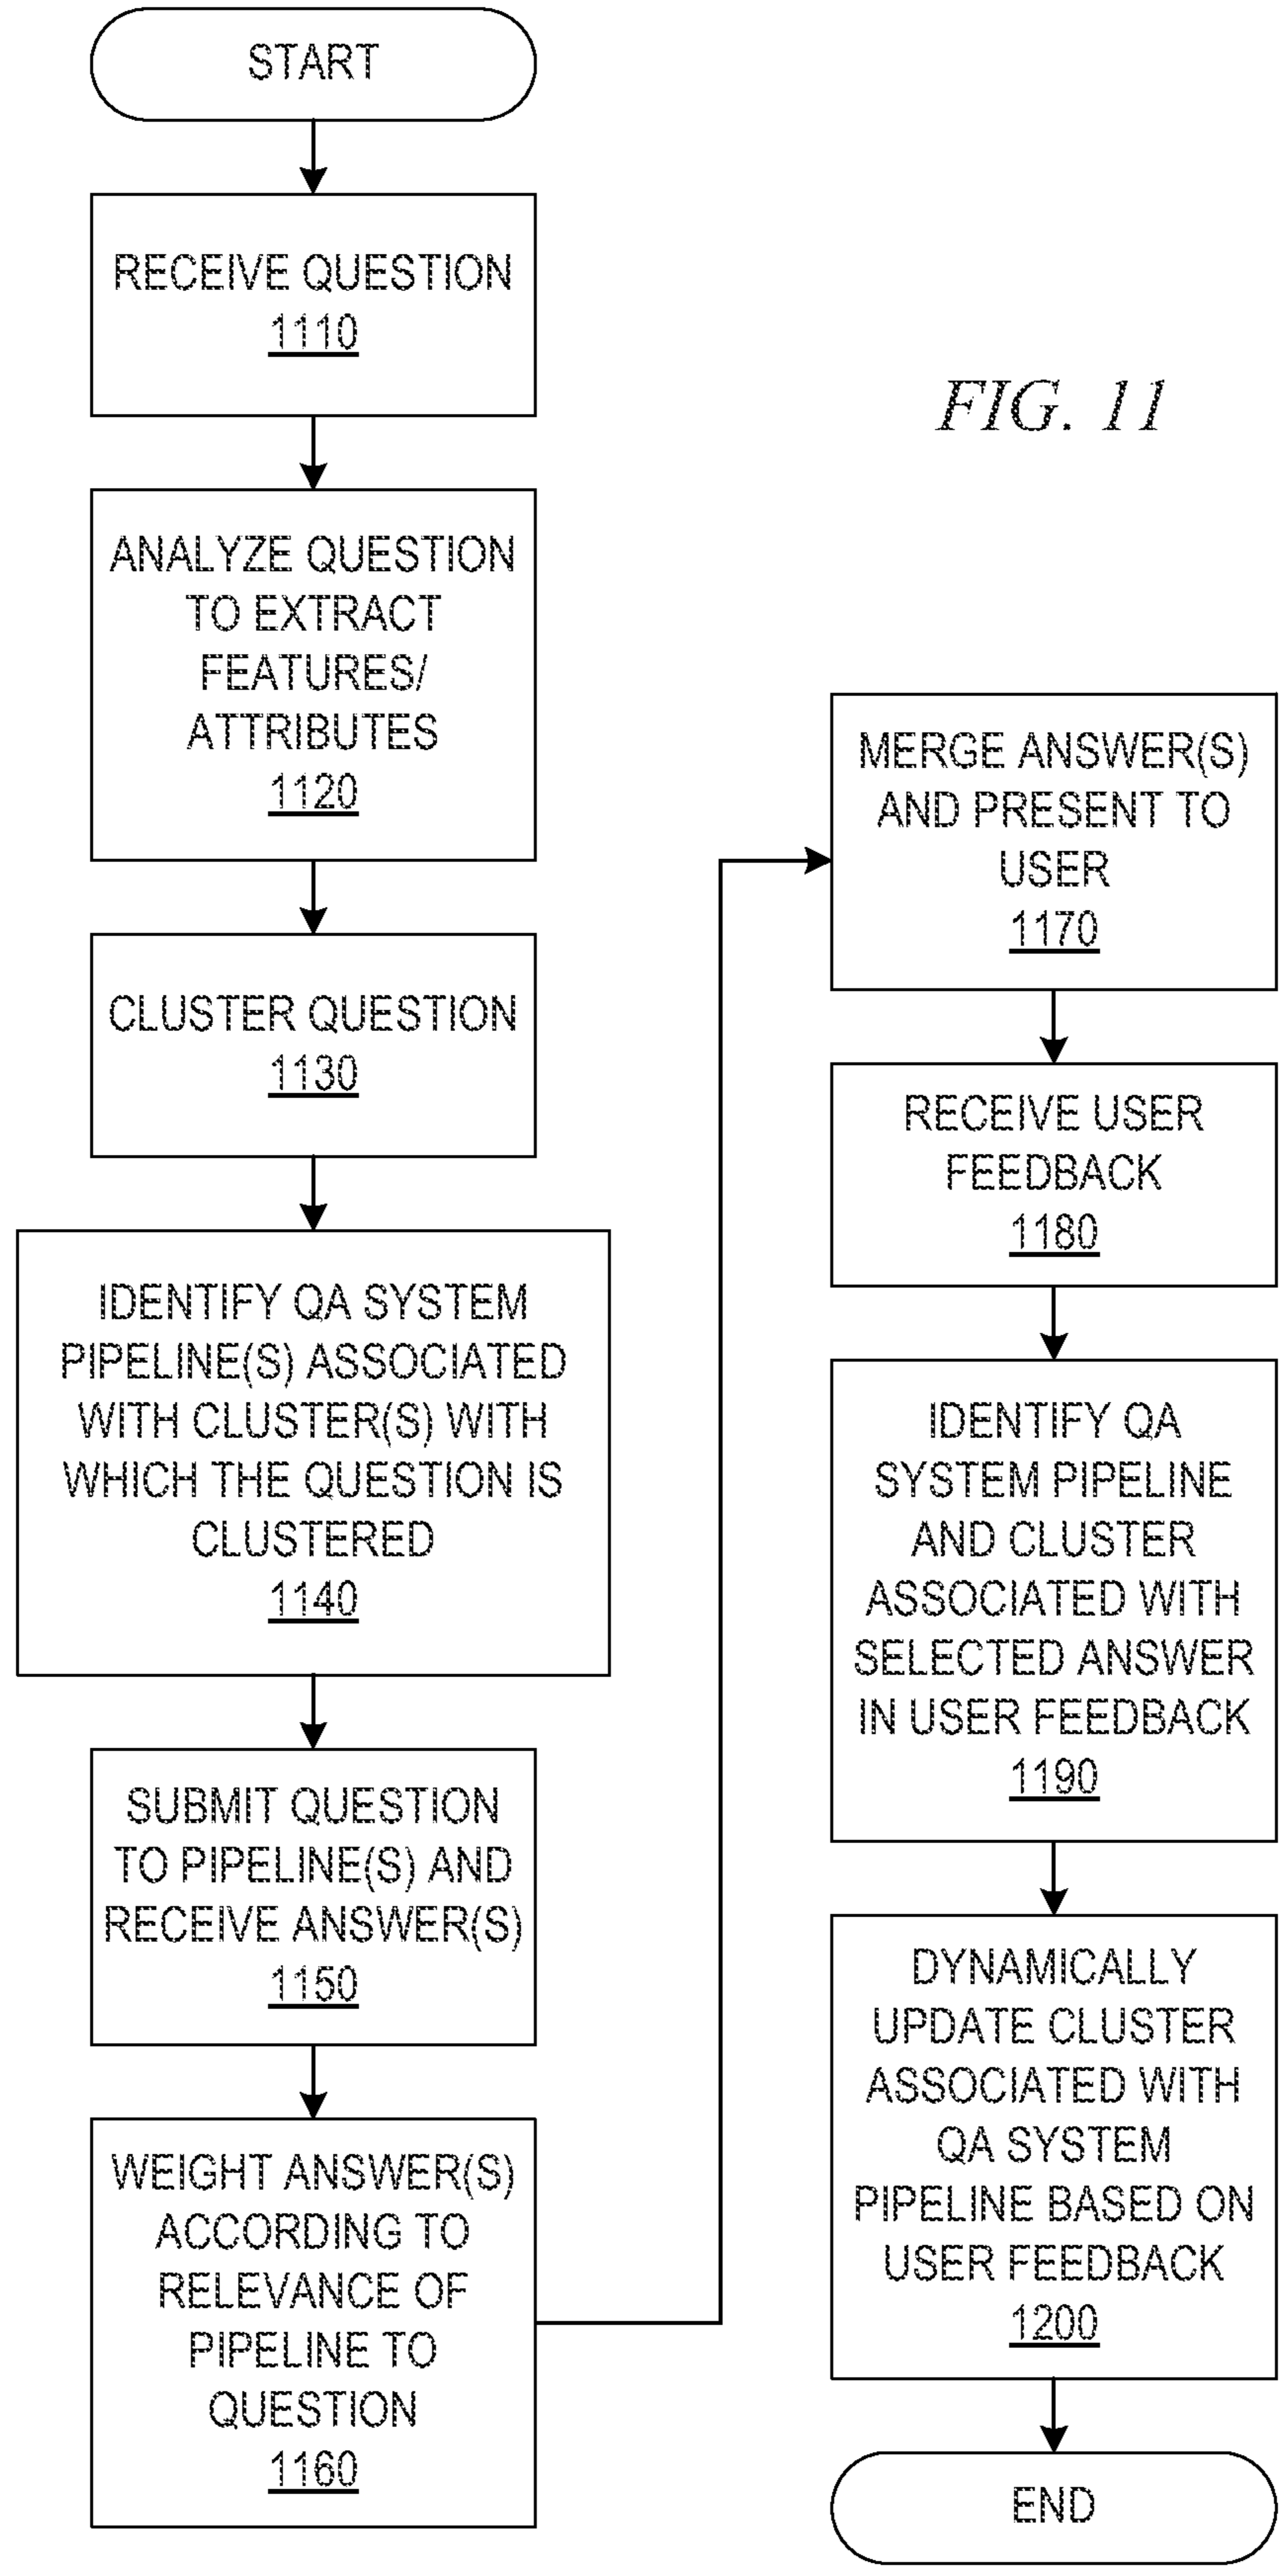 START
RECEIVE QUESTION
1110
ANALYZE QUESTION
TO EXTRACT
FEATURES/
ATTRIBUTES
1120
CLUSTER QUESTION
1130
IDENTIFY QA SYSTEM
PIPELINE(S) ASSOCIATED
WITH CLUSTER(S) WITH
WHICH THE QUESTION IS
CLUSTERED
1140
SUBMIT QUESTION
TO PIPELINE(S) AND
RECEIVE ANSWER(S)
1150
WEIGHT ANSWER(S)
ACCORDING TO
RELEVANCE OF
PIPELINE TO
QUESTION
1160
FIG. 11
MERGE ANSWER(S)
AND PRESENT TO
USER
1170
RECEIVE USER
FEEDBACK
1180
IDENTIFY QA
SYSTEM PIPELINE
AND CLUSTER
ASSOCIATED WITH
SELECTED ANSWER
IN USER FEEDBACK
1190
DYNAMICALLY
UPDATE CLUSTER
ASSOCIATED WITH
QA SYSTEM
PIPELINE BASED ON
USER FEEDBACK
1200
END